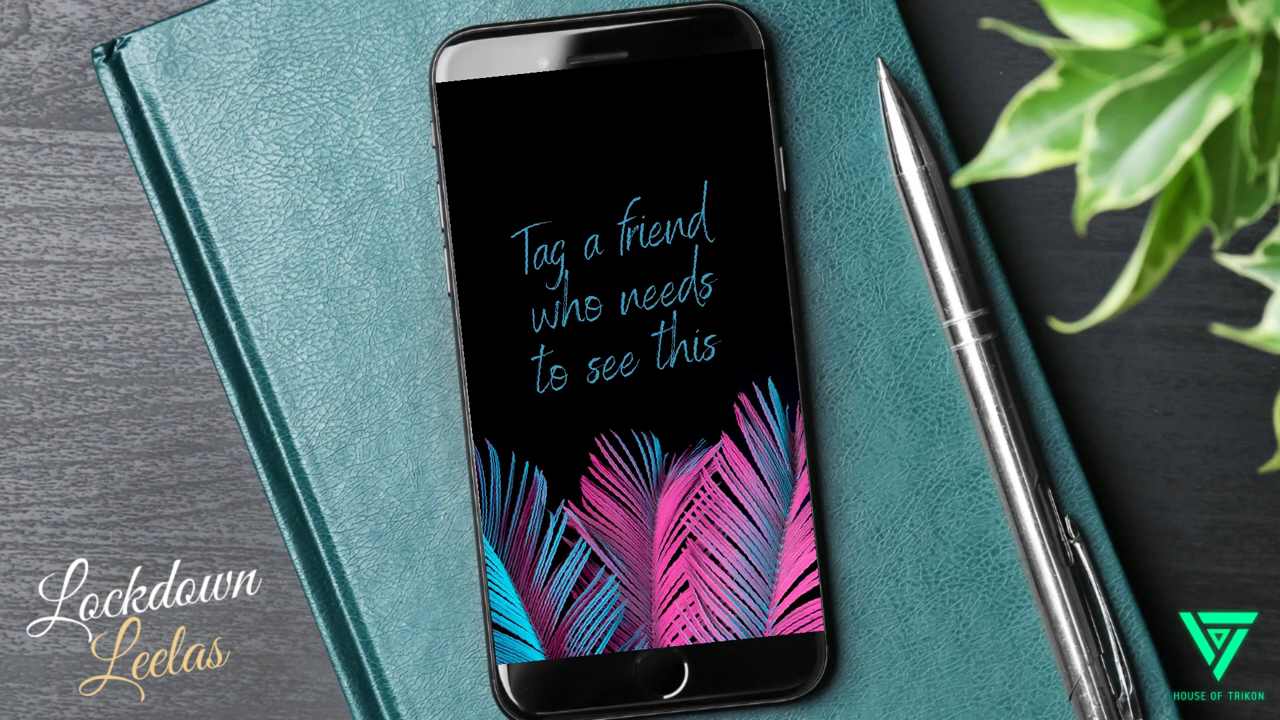 Tag a friend
who needs
to see this
Lockdown
Leelas
HOUSE OF TRIKON